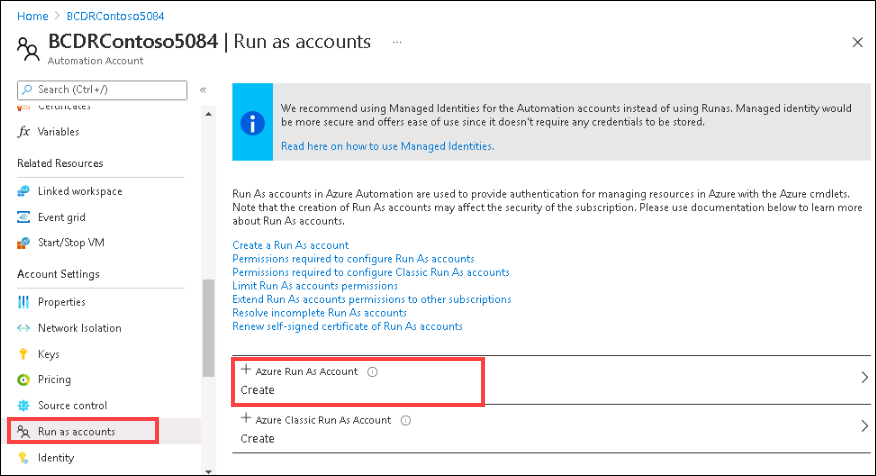 Home > BCDRContoso5084
BCDRContoso5084 | Run as accounts ...
Automation Account
Search (Ctrl+/)
«
Certificates
Variables
Related Resources
Linked workspace
Event grid
Start/Stop VM
Account Settings
Properties
Network Isolation
Keys
Pricing
Source control
Run as accounts
Identity
We recommend using Managed Identities for the Automation accounts instead of using Runas. Managed identity would
be more secure and offers ease of use since it doesn't require any credentials to be stored.
Read here on how to use Managed Identities.
Run As accounts in Azure Automation are used to provide authentication for managing resources in Azure with the Azure cmdlets.
Note that the creation of Run As accounts may affect the security of the subscription. Please use documentation below to learn more
about Run As accounts.
Create a Run As account
Permissions required to configure Run As accounts
Permissions required to configure Classic Run As accounts
Limit Run As accounts permissions
Extend Run As accounts permissions to other subscriptions
Resolve incomplete Run As accounts
Renew self-signed certificate of Run As accounts
+ Azure Run As Account
Create
+ Azure Classic Run As Account
Create